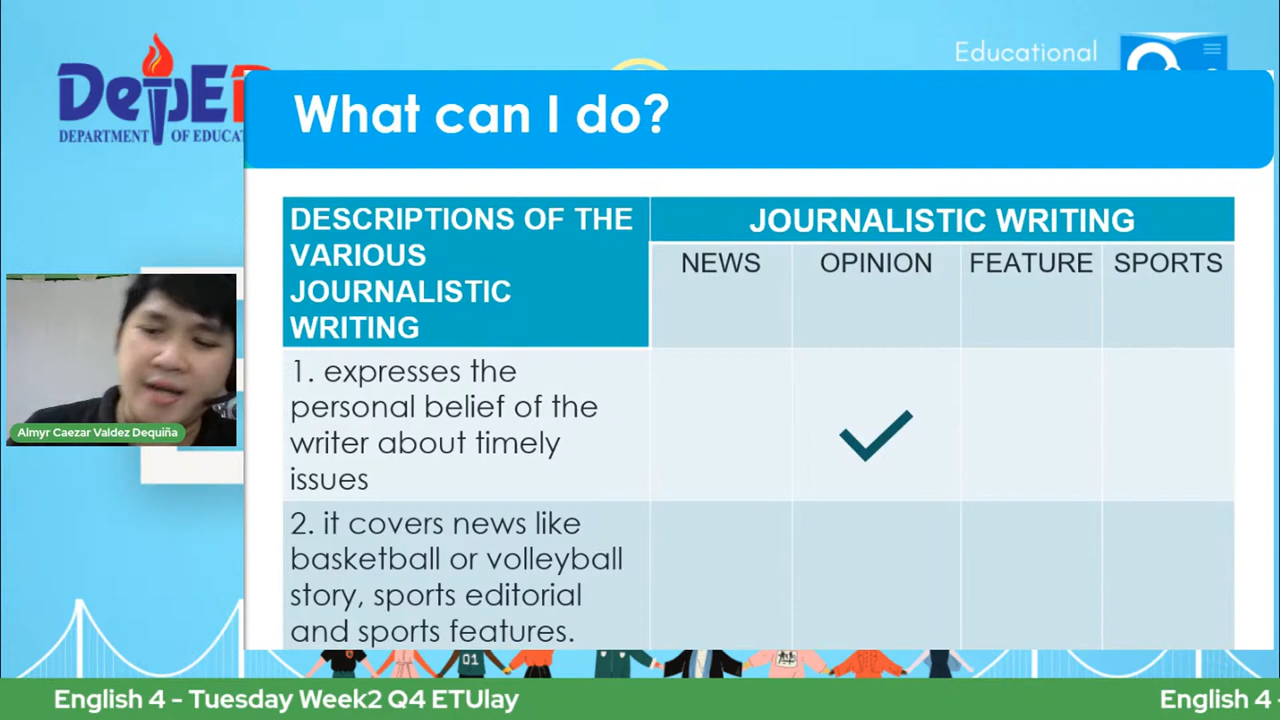 DepED
DEPARTMENT OF EDUCAT
Educational
What can I do?
DESCRIPTIONS OF THE
VARIOUS
JOURNALISTIC
WRITING
JOURNALISTIC WRITING
NEWS OPINION FEATURE SPORTS
1. expresses the
personal belief of the
writer about timely
issues
2. it covers news like
basketball or volleyball
story, sports editorial
and sports features.
Almyr Caezar Valdez Dequiña
01
English 4 - Tuesday Week2 Q4 ETUlay
English 4 -